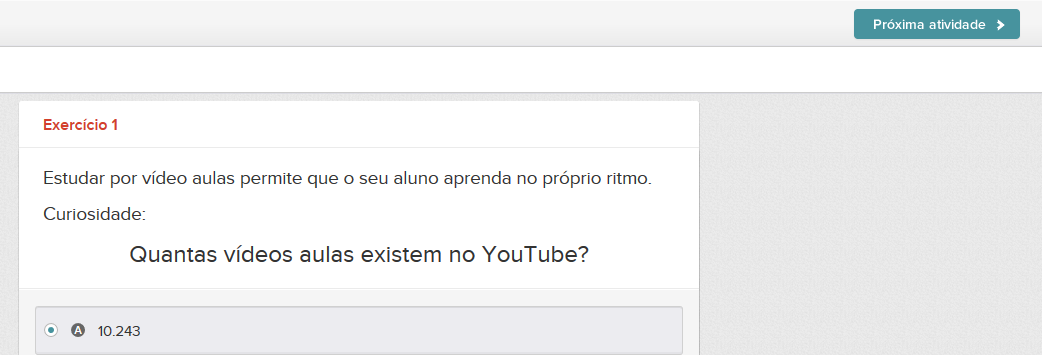 Próxima atividade
Exercício 1
Estudar por vídeo aulas permite que o seu aluno aprenda no próprio ritmo.
Curiosidade:
Quantas vídeos aulas existem no YouTube?
A 10.243